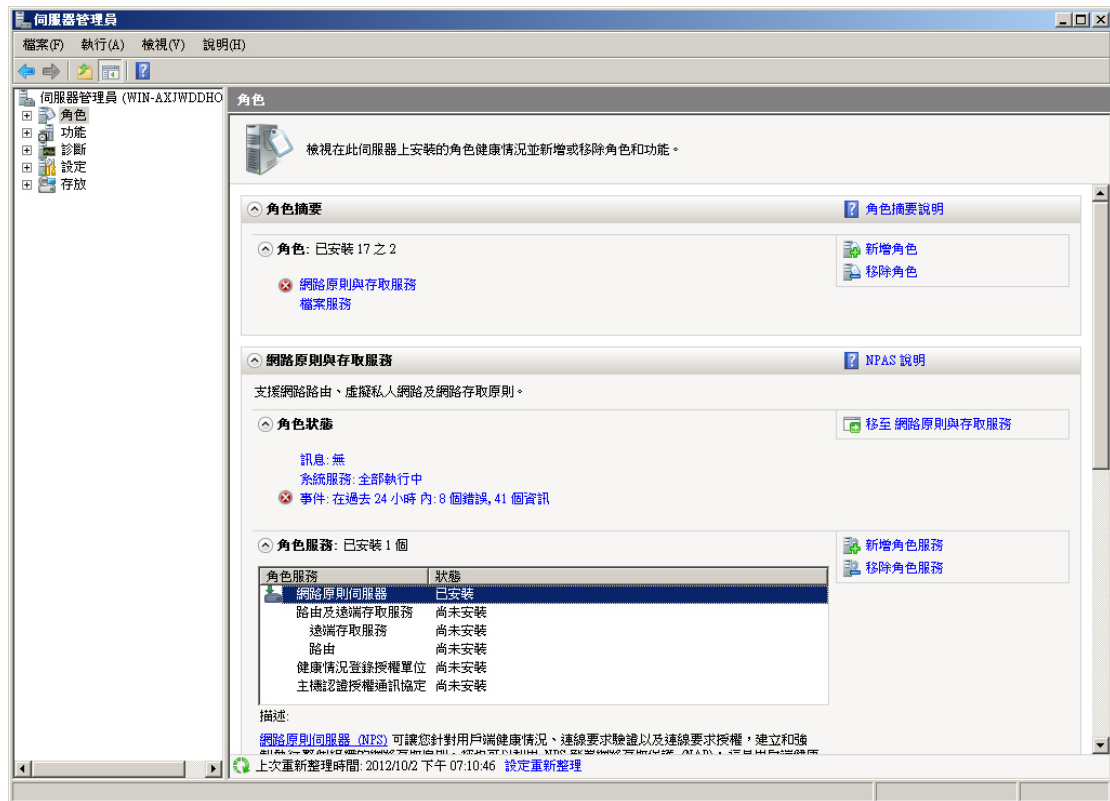 伺服器管理員
檔案(F) 執行(A) 檢視(V) 說明(H)
伺服器管理員 (WIN-AXJWDDHO
角色
功能
診斷
設定
存放
角色
檢視在此伺服器上安裝的角色健康情況並新增或移除角色和功能。
角色摘要
角色摘要說明
角色: 已安裝 17 之 2
新增角色
移除角色
網路原則與存取服務
檔案服務
網路原則與存取服務
NPAS 說明
支援網路路由、虛擬私人網路及網路存取原則。
角色狀態
移至 網路原則與存取服務
訊息: 無
系統服務: 全部執行中
事件: 在過去 24 小時 內: 8 個錯誤, 41 個資訊
角色服務: 已安裝 1 個
新增角色服務
移除角色服務
角色服務 狀態
網路原則伺服器 已安裝
路由及遠端存取服務 尚未安裝
遠端存取服務 尚未安裝
路由 尚未安裝
健康情況登錄授權單位 尚未安裝
主機認證授權通訊協定 尚未安裝
描述:
網路原則伺服器 (NPS) 可讓您針對用戶端健康情況、連線要求驗證以及連線要求授權，建立和強
上次重新整理時間: 2012/10/2 下午 07:10:46 設定重新整理